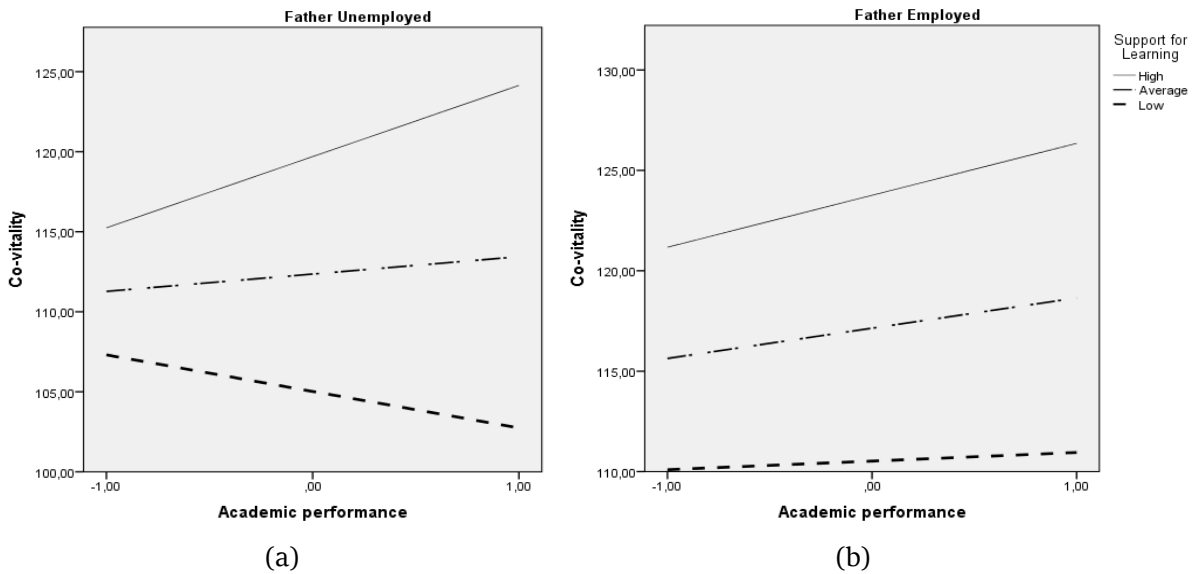 Father Unemployed
125,00
120,00
115,00
110,00
105,00
100,00
Co-vitality
-1,00
,00
1,00
Academic performance
(a)
Father Employed
130,00
125,00
120,00
115,00
110,00
Co-vitality
-1,00
,00
1,00
Academic performance
(b)
Support for
Learning
High
Average
Low